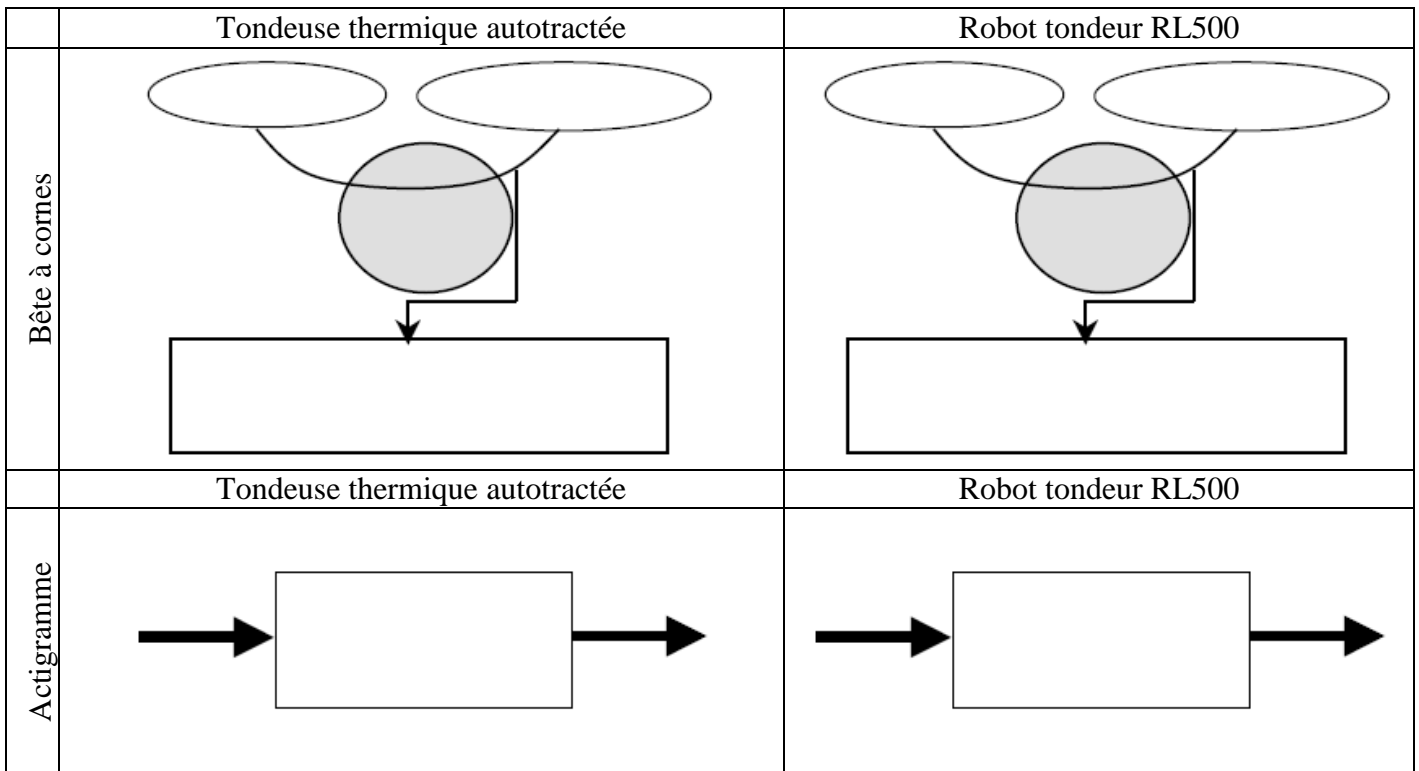 Tondeuse thermique autotractée
Robot tondeur RL500
Bête à cornes
Tondeuse thermique autotractée
Robot tondeur RL500
Actigramme